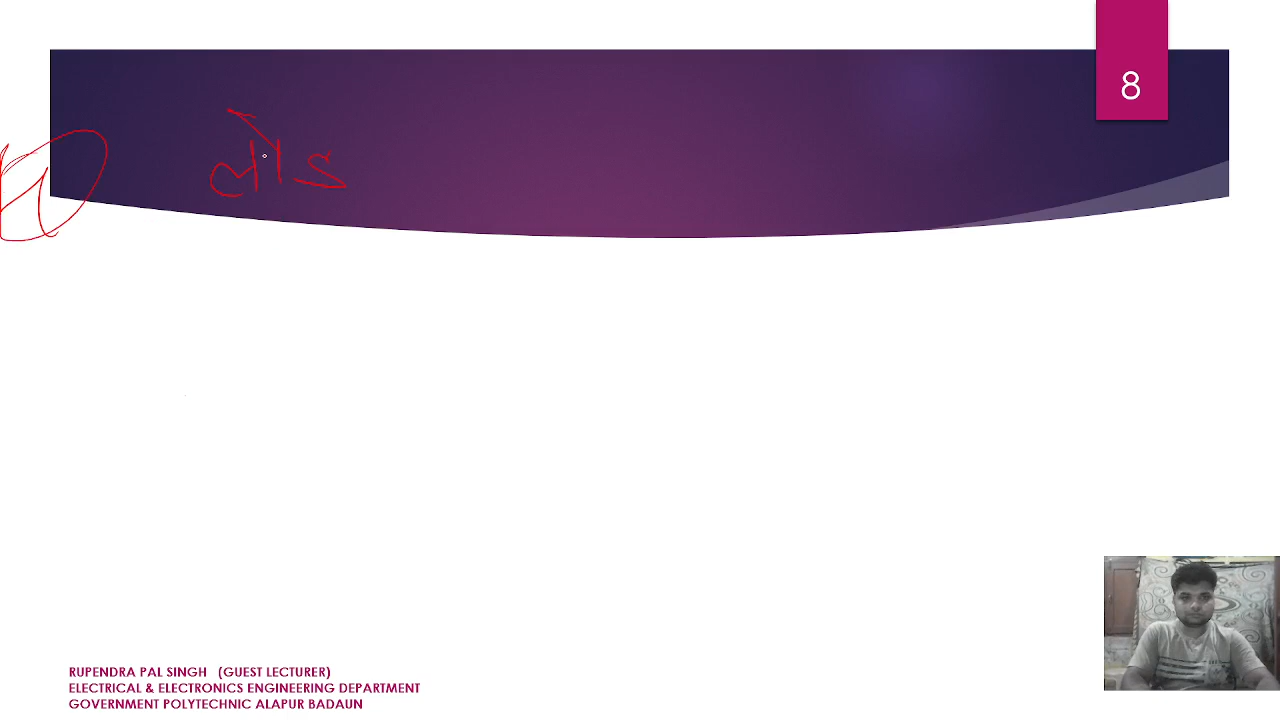 8
लोड
RUPENDRA PAL SINGH (GUEST LECTURER)
ELECTRICAL & ELECTRONICS ENGINEERING DEPARTMENT
GOVERNMENT POLYTECHNIC ALAPUR BADAUN